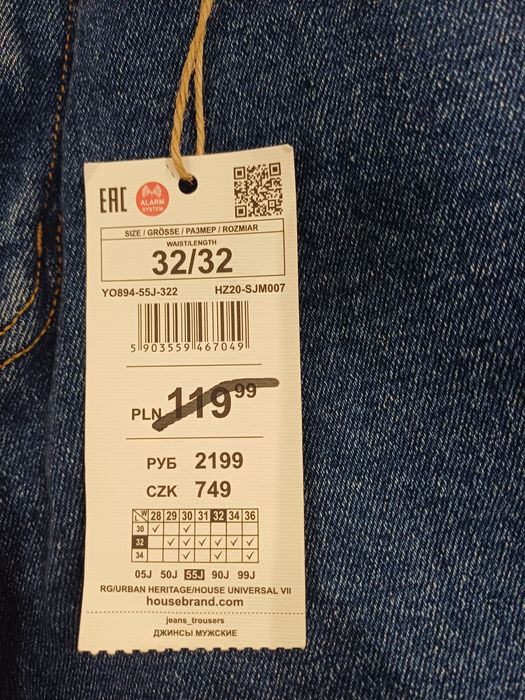 EAC ALARM SYSTEM
SIZE / GRÖSSE / РАЗМЕР / ROZMIAR
WAIST/LENGTH
32/32
YO894-55J-322 HZ20-SJM007
5 903559 467049
PLN 119 99
РУБ 2199
CZK 749
W L 28 29 30 31 32 34 36
30
32
34
05J 50J 55J 90J 99J
RG/URBAN HERITAGE/HOUSE UNIVERSAL VII
housebrand.com
jeans_trousers
ДЖИНСЫ МУЖСКИЕ